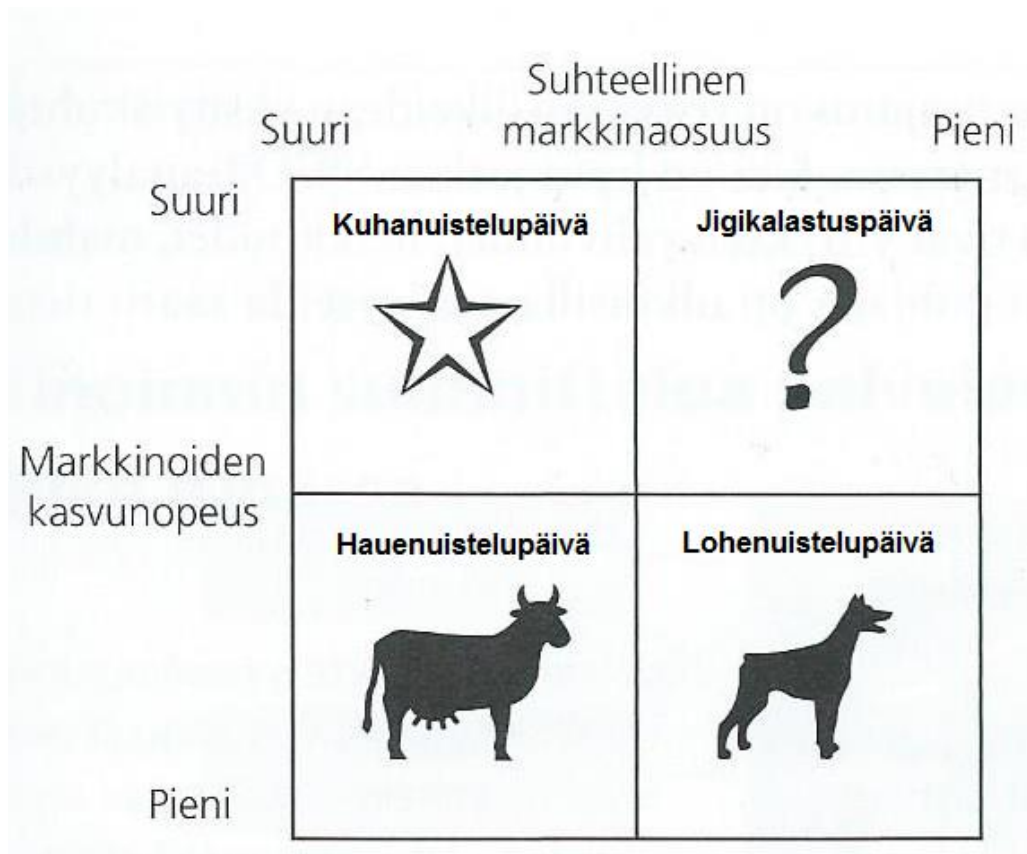 Suhteellinen
Suuri markkinaosuus Pieni
Suuri
Kuhanuistelupäivä Jigikalastuspäivä
Markkinoiden
kasvunopeus
Hauenuistelupäivä Lohenuistelupäivä
Pieni